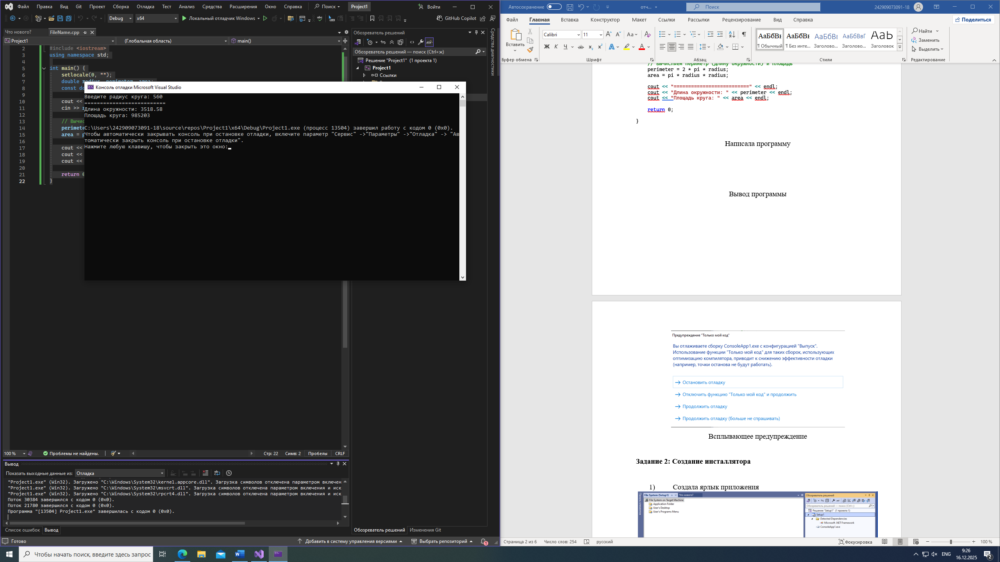 Файл Правка Вид Git Проект Сборка Отладка Тест Анализ Средства Расширения Окно Справка Поиск Project1 Войти
Debug x64 Локальный отладчик Windows GitHub Copilot
Что нового? FileName.cpp
Project1 (Глобальная область) main()
2 #include <iostream>
3 using namespace std;
4
5 int main() {
6 setlocale(0, "");
7 double radius, perimeter, area;
8 const do
9
10 cout <<
11 cin >> r
12
13 // Вычис
14 perimete
15 area = p
16
17 cout <<
18 cout <<
19 cout <<
20
21 return 0
22 }
Обозреватель решений
Обозреватель решений — поиск (Ctrl+ж)
Решение "Project1" (1 проекта 1)
Project1
Ссылки
Средства диагностики
Консоль отладки Microsoft Visual Studio
Введите радиус круга: 560
==========================
Длина окружности: 3518.58
Площадь круга: 985203
C:\Users\242909073091-18\source\repos\Project1\x64\Debug\Project1.exe (процесс 13504) завершил работу с кодом 0 (0x0).
Чтобы автоматически закрывать консоль при остановке отладки, включите параметр "Сервис" ->"Параметры" ->"Отладка" -> "Ав
томатически закрыть консоль при остановке отладки".
Нажмите любую клавишу, чтобы закрыть это окно:
100 % Проблемы не найдены. Стр: 22 Симв: 2 Пробелы CRLF
Вывод
Показать выходные данные из: Отладка
"Project1.exe" (Win32). Загружено "C:\Windows\System32\kernel.appcore.dll". Загрузка символов отключена параметром включен
"Project1.exe" (Win32). Загружено "C:\Windows\System32\msvcrt.dll". Загрузка символов отключена параметром включения и иск
"Project1.exe" (Win32). Загружено "C:\Windows\System32\rpcrt4.dll". Загрузка символов отключена параметром включения и иск
Поток 30384 завершился с кодом 0 (0x0).
Поток 21780 завершился с кодом 0 (0x0).
Программа "[13504] Project1.exe" завершилась с кодом 0 (0x0).
Список ошибок Вывод
Обозреватель решений Изменения Git
Готово Добавить в систему управления версиями Выбрать репозиторий 1
Автосохранение отч... Поиск 242909073091-18
Файл Главная Вставка Конструктор Макет Ссылки Рассылки Рецензирование Вид Справка Поделиться
Вставить
Calibri 11
Ж К Ч
АаБбВı АаБбВı АаБбВı АаБбВвГ АаЬ
¶ Обычный ¶ Без инте... Заголово... Заголово... Заголовок
Найти
Заменить
Выделить
Буфер обмена Шрифт Абзац Стили Редактирование
// Вычисляем периметр (длину окружности) и площадь
perimeter = 2 * pi * radius;
area = pi * radius * radius;
cout << "==========================" << endl;
cout << "Длина окружности: " << perimeter << endl;
cout << "Площадь круга: " << area << endl;
return 0;
}
Написала программу
Вывод программы
Предупреждение "Только мой код"
Вы отлаживаете сборку ConsoleApp1.exe с конфигурацией "Выпуск".
Использование функции "Только мой код" для таких сборок, использующих
оптимизацию компилятора, приводит к снижению эффективности отладки
(например, точки останова не будут работать).
→ Остановить отладку
→ Отключить функцию "Только мой код" и продолжить
→ Продолжить отладку
→ Продолжить отладку (больше не спрашивать)
Всплывающее предупреждение
Задание 2: Создание инсталлятора
1) Создала ярлык приложения
File System (Setup1) Что нового?
File System on Target Machine
Application Folder
User's Desktop
User's Programs Menu
Обозреватель решений
Обозреватель решений — поиск (Ctrl+;)
Решение "Setup1" (1 проекта 1)
Setup1
Detected Dependencies
Microsoft .NET Framework
ConsoleApp1.exe
Страница 2 из 6 Число слов: 254 русский Фокусировка 100 %
Чтобы начать поиск, введите здесь запрос
ENG 9:26
16.12.2025 2